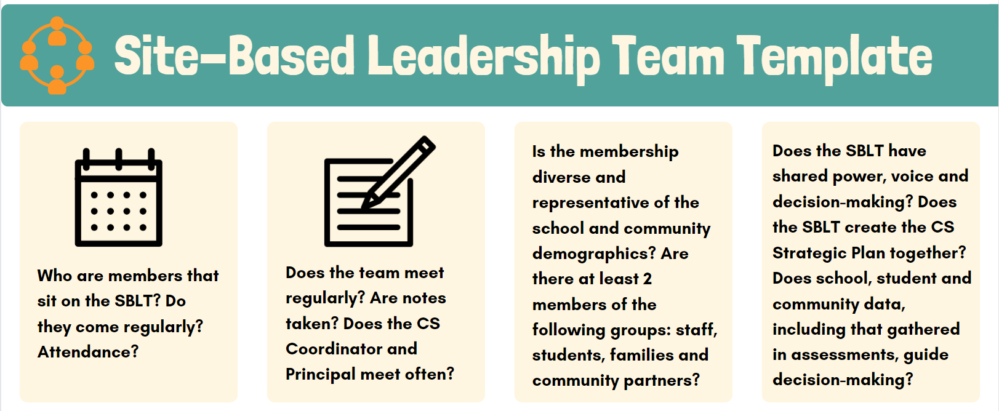 Site-Based Leadership Team Template
Who are members that
sit on the SBLT? Do
they come regularly?
Attendance?
Does the team meet
regularly? Are notes
taken? Does the CS
Coordinator and
Principal meet often?
Is the membership
diverse and
representative of the
school and community
demographics? Are
there at least 2
members of the
following groups: staff,
students, families and
community partners?
Does the SBLT have
shared power, voice and
decision-making? Does
the SBLT create the CS
Strategic Plan together?
Does school, student and
community data,
including that gathered
in assessments, guide
decision-making?